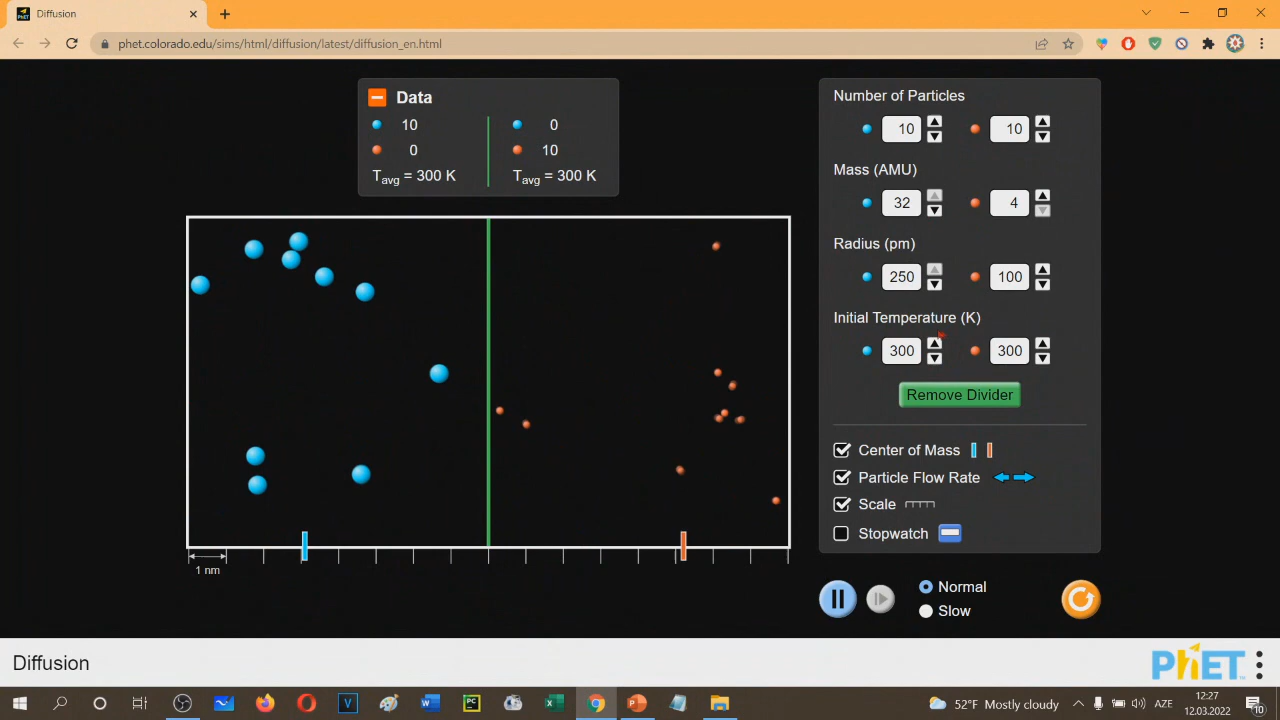 Diffusion
phet.colorado.edu/sims/html/diffusion/latest/diffusion_en.html
Data
10 0
0 10
Tavg = 300 K Tavg = 300 K
1 nm
Number of Particles
10 10
Mass (AMU)
32 4
Radius (pm)
250 100
Initial Temperature (K)
300 300
Remove Divider
Center of Mass
Particle Flow Rate
Scale
Stopwatch
Normal
Slow
Diffusion
PhET
52°F Mostly cloudy
AZE
12:27
12.03.2022
10